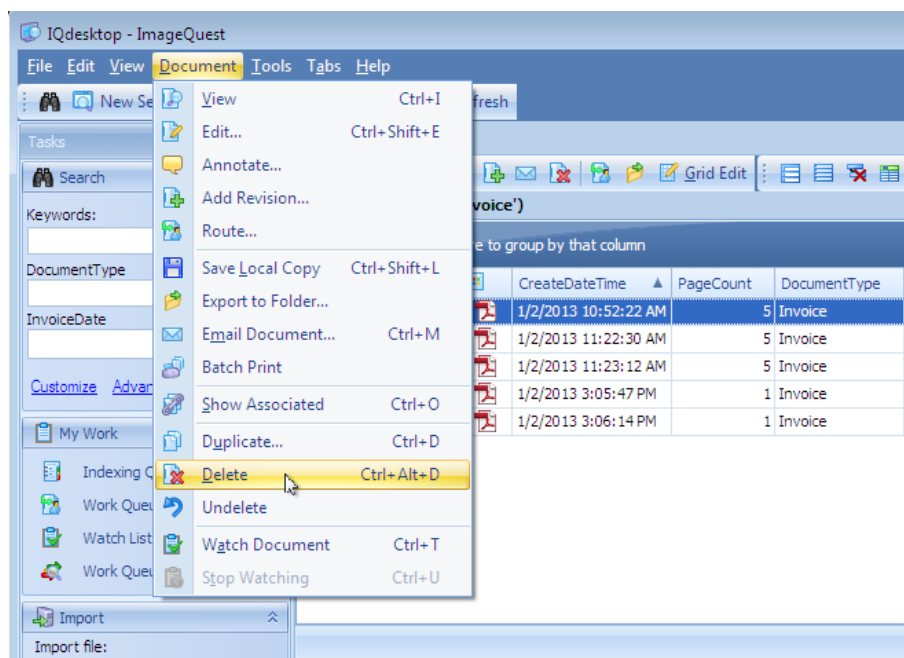 IQdesktop - ImageQuest
File Edit View Document Tools Tabs Help
New Se
fresh
Tasks
Search
Keywords:
DocumentType
InvoiceDate
Customize Advan
My Work
Indexing Q
Work Queu
Watch List
Work Queu
Import
Import file:
View Ctrl+I
Edit... Ctrl+Shift+E
Annotate...
Add Revision...
Route...
Save Local Copy Ctrl+Shift+L
Export to Folder...
Email Document... Ctrl+M
Batch Print
Show Associated Ctrl+O
Duplicate... Ctrl+D
Delete Ctrl+Alt+D
Undelete
Watch Document Ctrl+T
Stop Watching Ctrl+U
Grid Edit
voice')
re to group by that column
CreateDateTime PageCount DocumentType
1/2/2013 10:52:22 AM 5 Invoice
1/2/2013 11:22:30 AM 5 Invoice
1/2/2013 11:23:12 AM 5 Invoice
1/2/2013 3:05:47 PM 1 Invoice
1/2/2013 3:06:14 PM 1 Invoice